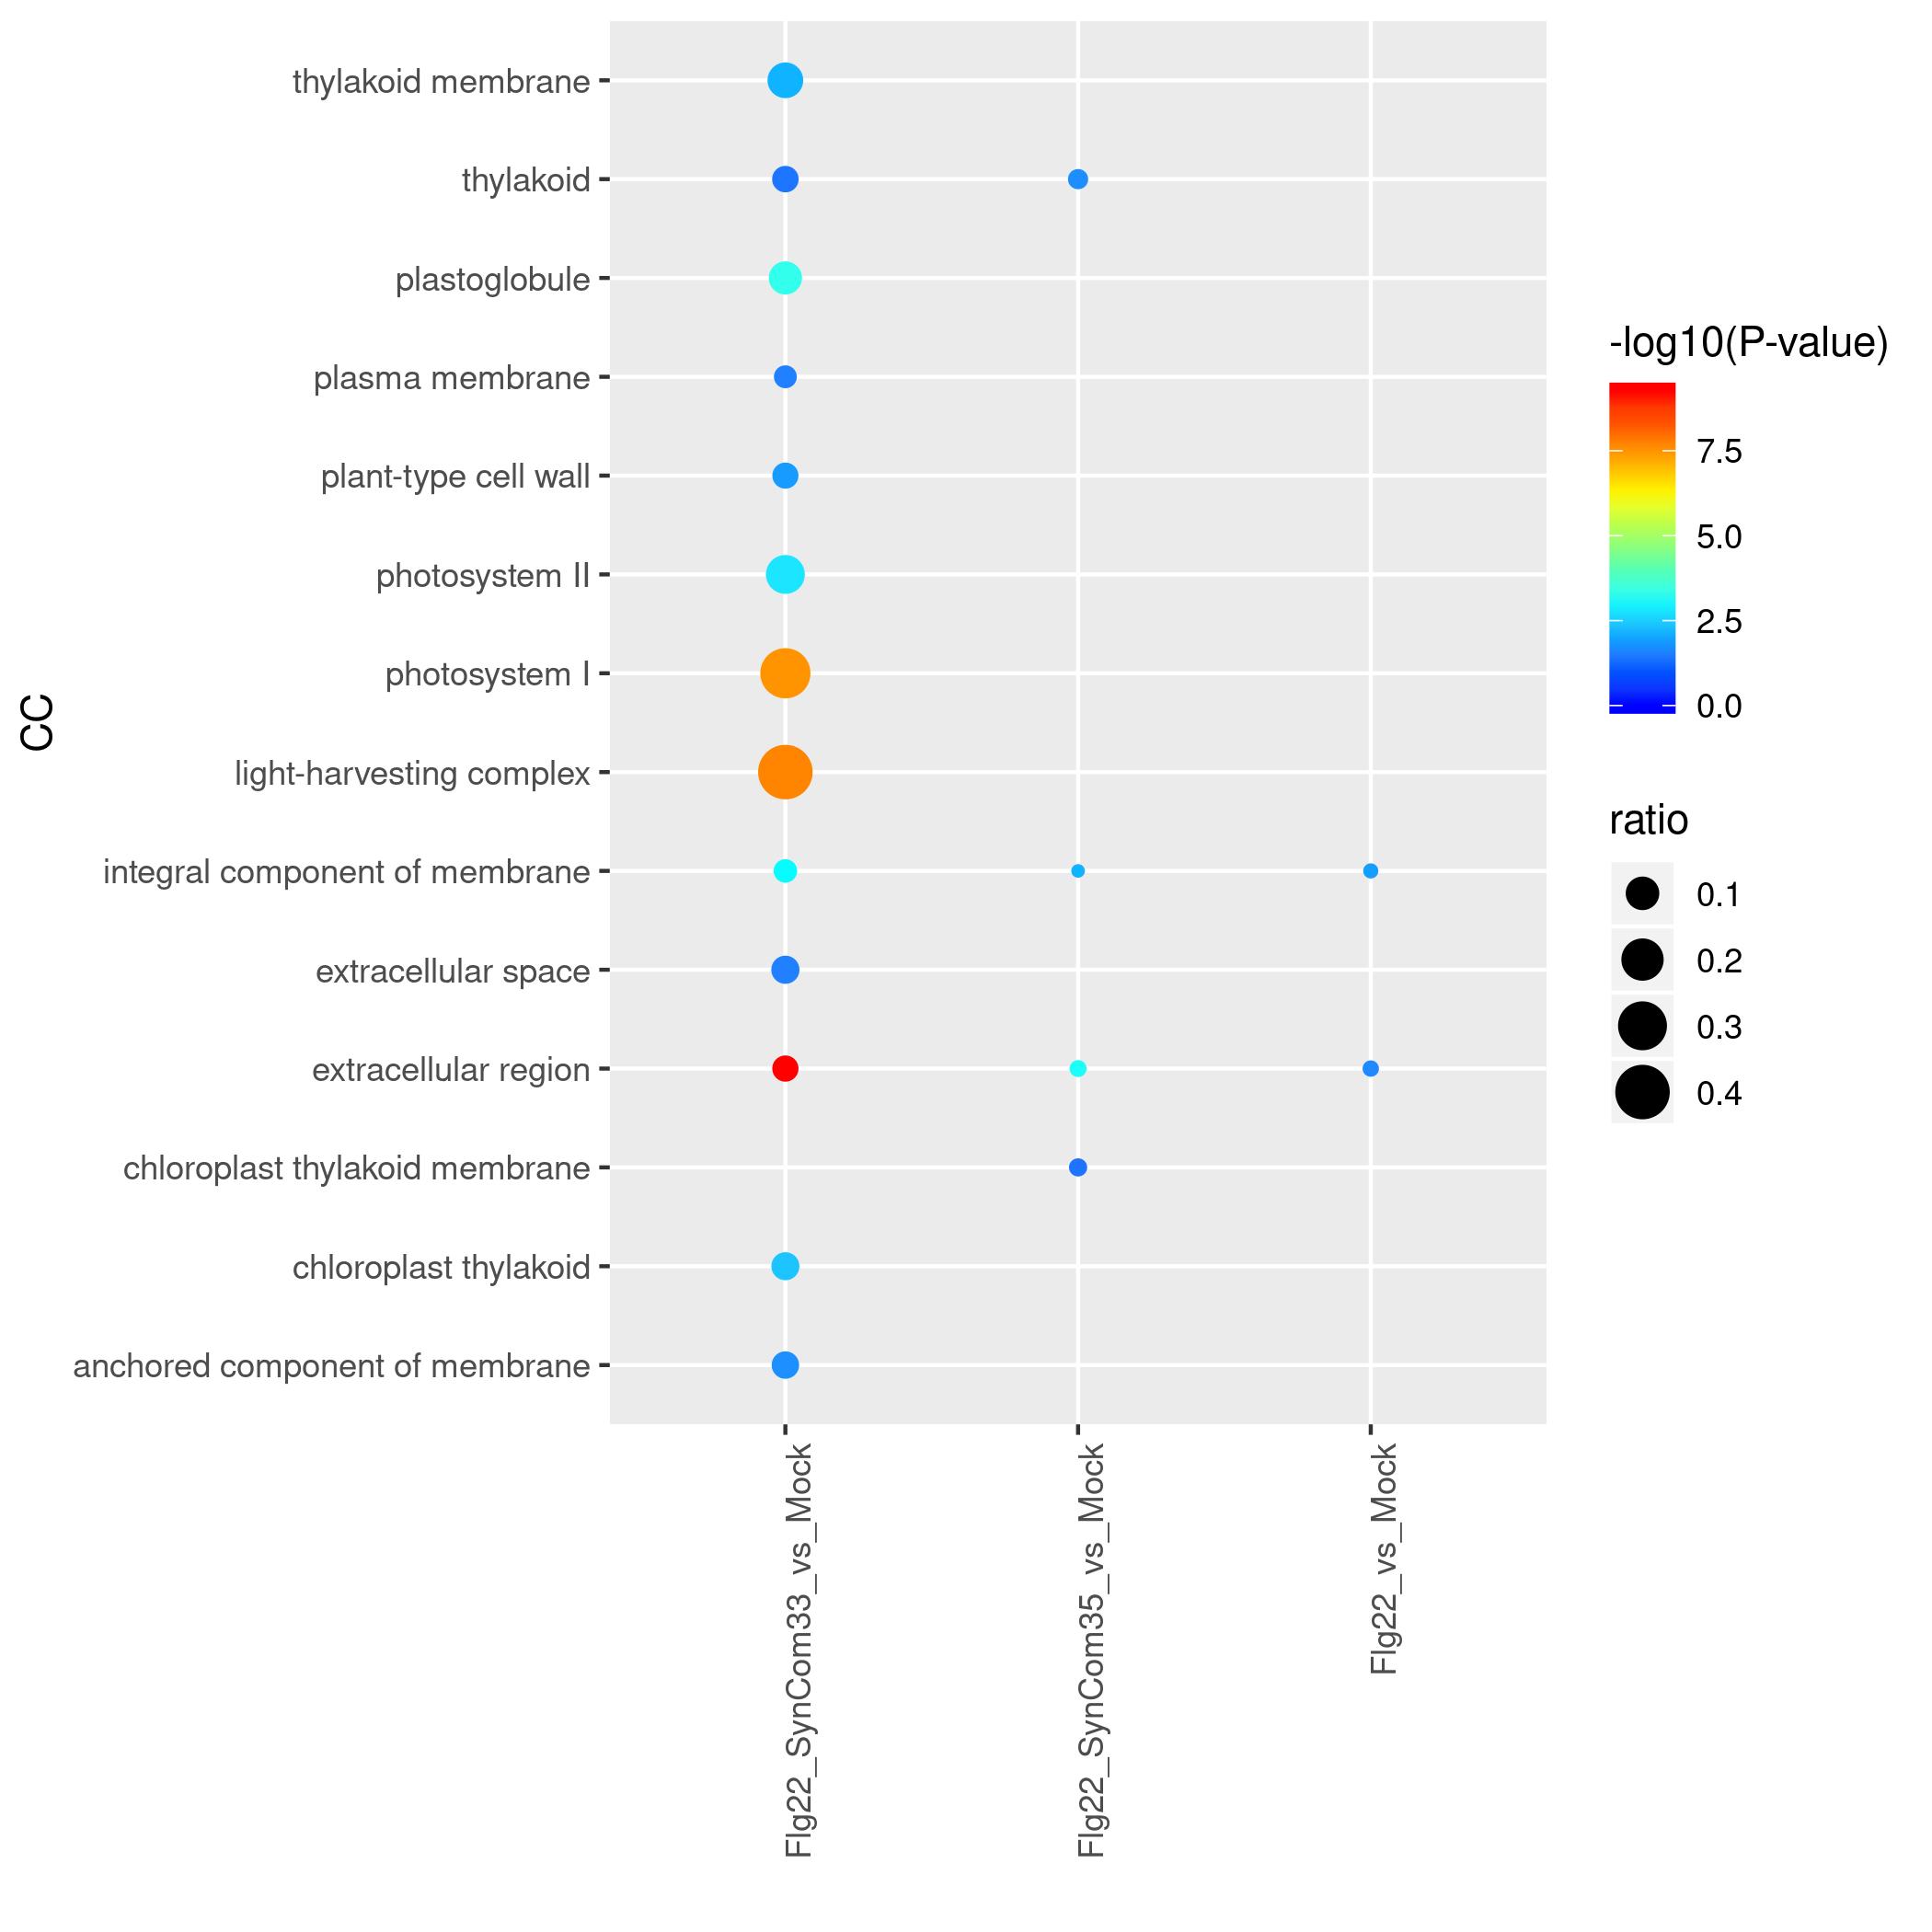 thylakoid membrane
thylakoid
plastoglobule
plasma membrane
plant-type cell wall
photosystem II
photosystem I
light-harvesting complex
integral component of membrane
extracellular space
extracellular region
chloroplast thylakoid membrane
chloroplast thylakoid
anchored component of membrane
CC
Flg22_SynCom33_vs_Mock
Flg22_SynCom35_vs_Mock
Flg22_vs_Mock
-log10(P-value)
7.5
5.0
2.5
0.0
ratio
0.1
0.2
0.3
0.4